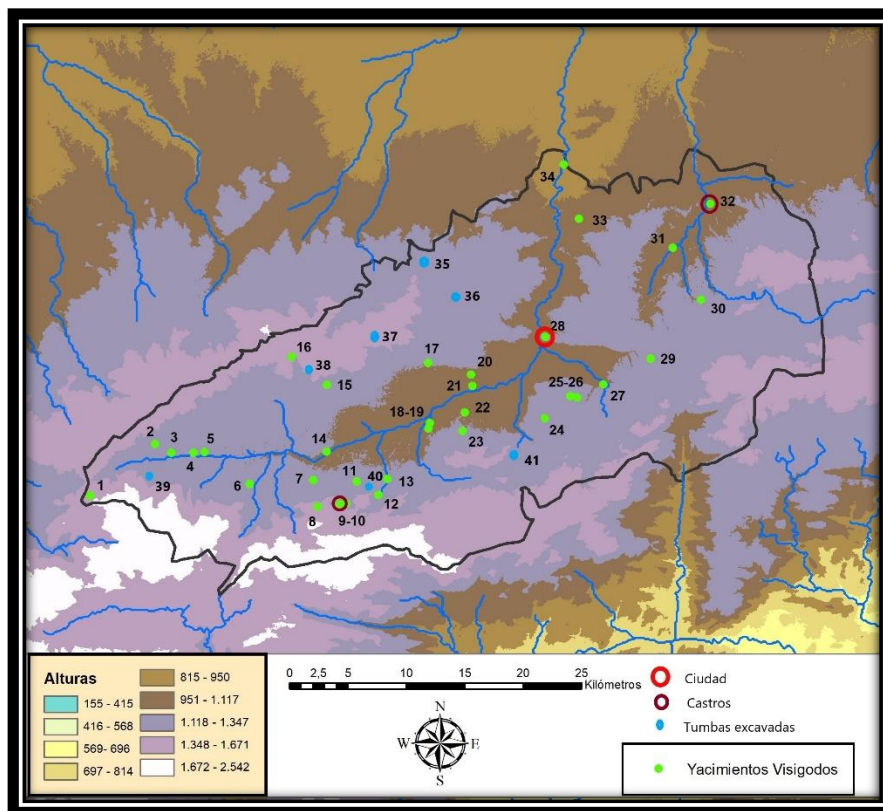 34
33
32
31
35
36
30
28
37
16
38
17
20
29
15
21
25-26
27
18-19
22
24
23
2
3
4
5
14
41
39
6
7
11
40
13
1
12
8
9-10
Alturas
155 - 415
416 - 568
569- 696
697 - 814
815 - 950
951 - 1.117
1.118 - 1.347
1.348 - 1.671
1.672 - 2.542
0 2,5 5 10 15 20 25
Kilómetros
N
W E
S
Ciudad
Castros
Tumbas excavadas
Yacimientos Visigodos